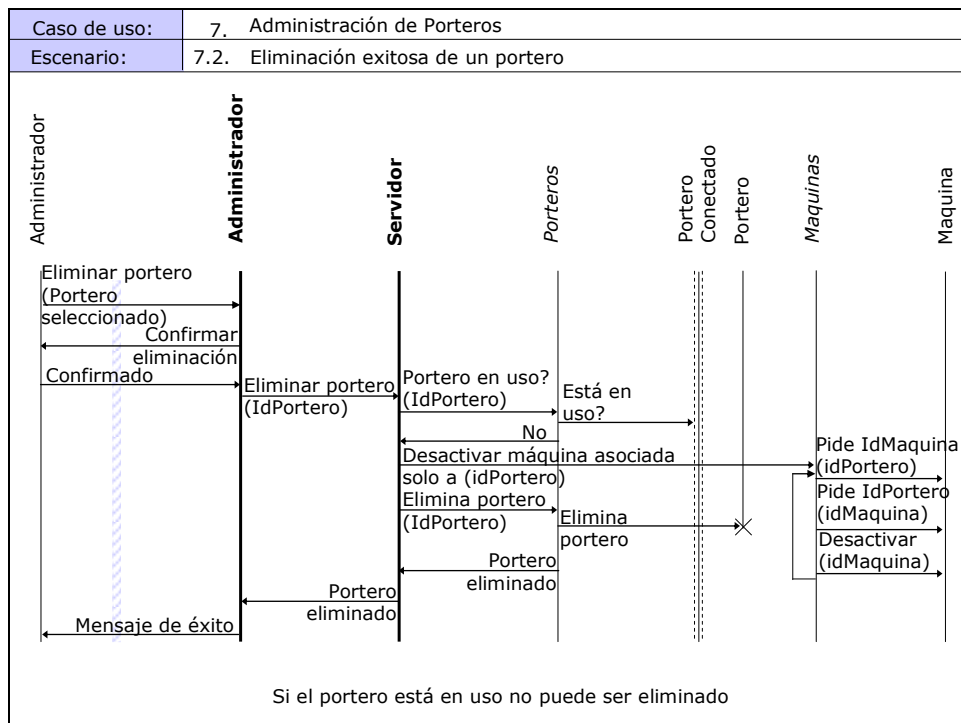 Caso de uso: 7. Administración de Porteros
Escenario: 7.2. Eliminación exitosa de un portero
Administrador
Administrador
Servidor
Porteros
Portero
Conectado
Portero
Maquinas
Maquina
Eliminar portero
(Portero
seleccionado)
Confirmar
eliminación
Confirmado
Eliminar portero
(IdPortero)
Portero en uso?
(IdPortero)
Está en
uso?
No
Desactivar máquina asociada
solo a (idPortero)
Pide IdMaquina
(idPortero)
Pide IdPortero
(idMaquina)
Desactivar
(idMaquina)
Elimina portero
(IdPortero)
Elimina
portero
Portero
eliminado
Portero
eliminado
Mensaje de éxito
Si el portero está en uso no puede ser eliminado